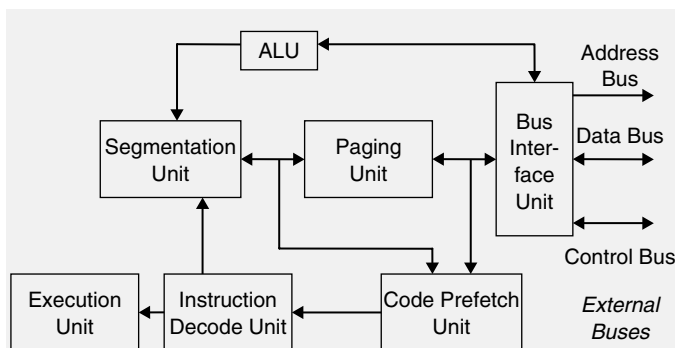 ALU
Address
Bus
Segmentation
Unit
Paging
Unit
Bus
Inter-
face
Unit
Data Bus
Control Bus
Execution
Unit
Instruction
Decode Unit
Code Prefetch
Unit
External
Buses